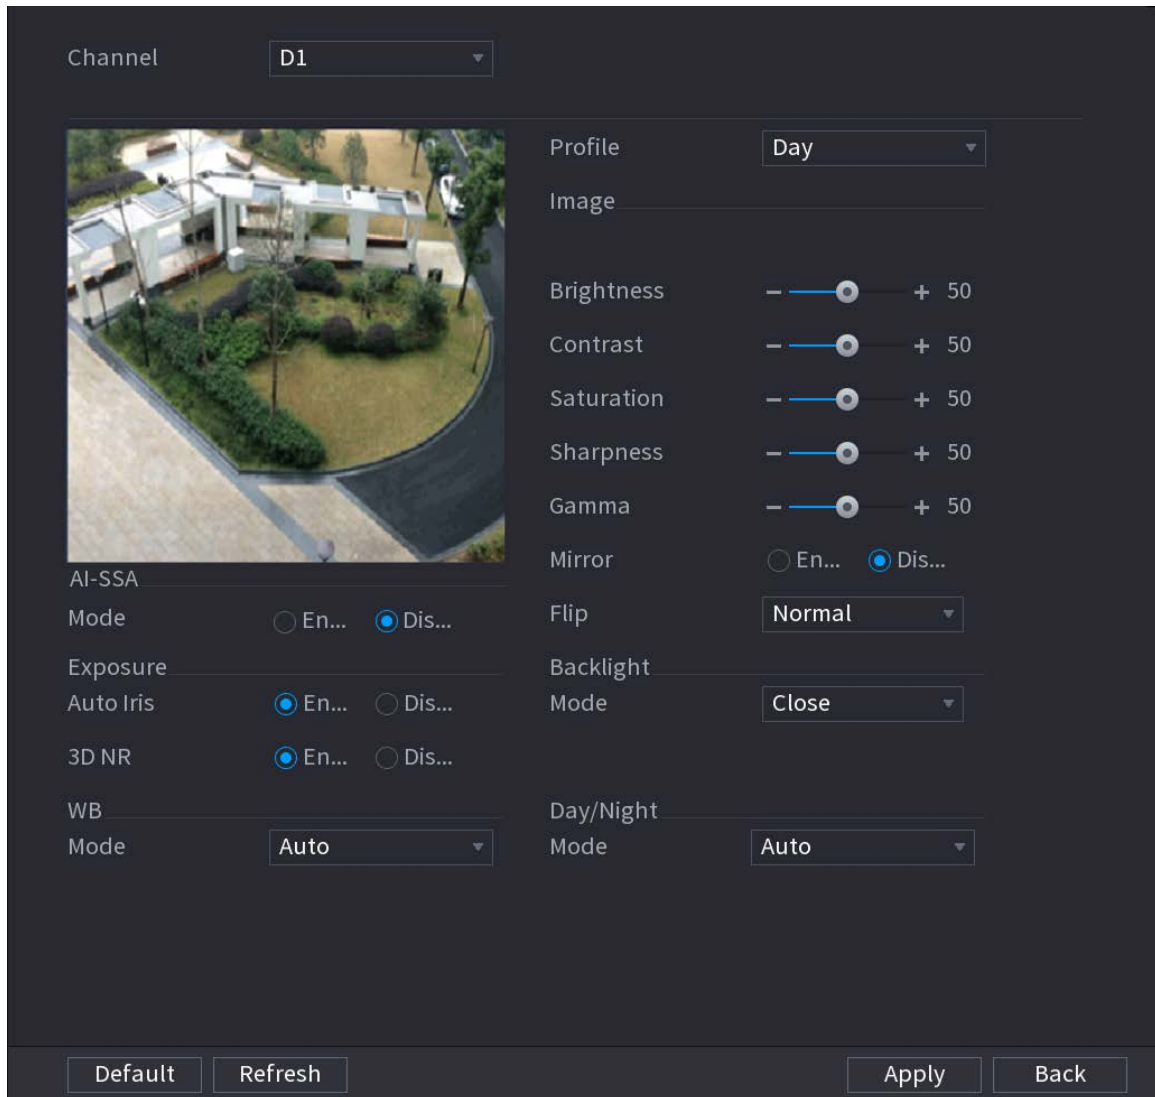 Channel D1
Profile Day
Image
Brightness - + 50
Contrast - + 50
Saturation - + 50
Sharpness - + 50
Gamma - + 50
Mirror En... Dis...
AI-SSA
Mode En... Dis...
Flip Normal
Exposure
Auto Iris En... Dis...
3D NR En... Dis...
Backlight
Mode Close
WB
Mode Auto
Day/Night
Mode Auto
Default Refresh Apply Back